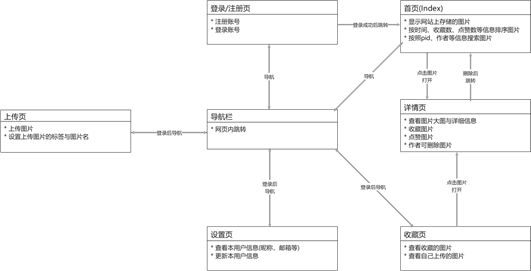 登录/注册页
* 注册账号
* 登录账号
登录成功后跳转
首页(Index)
* 显示网站上存储的图片
* 按时间、收藏数、点赞数等信息排序图片
* 按照pid、作者等信息搜索图片
导航
导航
点击图片
打开
删除后
跳转
上传页
* 上传图片
* 设置上传图片的标签与图片名
登录后导航
导航栏
* 网页内跳转
详情页
* 查看图片大图与详细信息
* 收藏图片
* 点赞图片
* 作者可删除图片
登录后
导航
登录后导航
点击图片
打开
设置页
* 查看本用户信息(昵称、邮箱等)
* 更新本用户信息
收藏页
* 查看收藏的图片
* 查看自己上传的图片